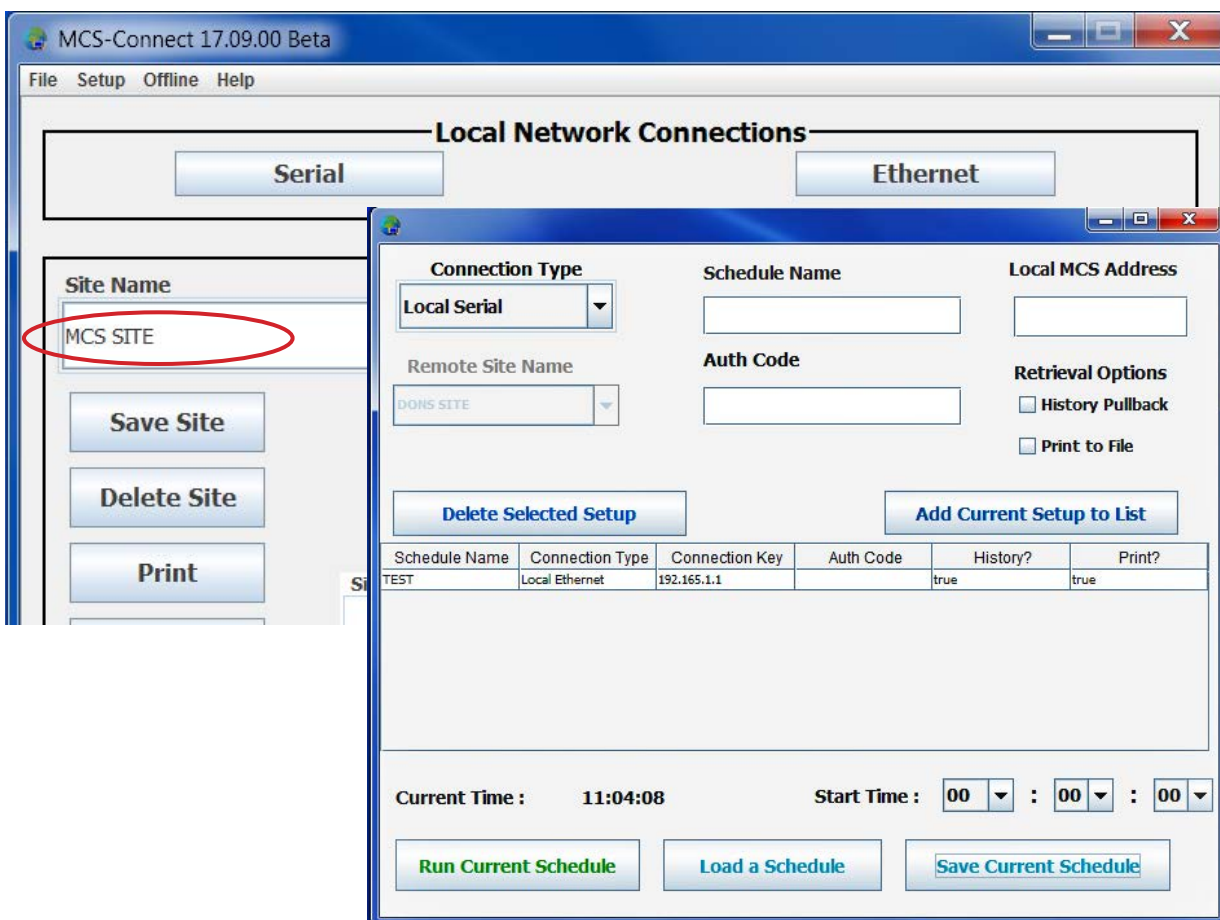 MCS-Connect 17.09.00 Beta
File Setup Offline Help
Local Network Connections
Serial Ethernet
Site Name
MCS SITE
Save Site
Delete Site
Print
Si
Connection Type Schedule Name Local MCS Address
Local Serial
Remote Site Name Auth Code Retrieval Options
DONS SITE History Pullback
Print to File
Delete Selected Setup Add Current Setup to List
Schedule Name Connection Type Connection Key Auth Code History? Print?
TEST Local Ethernet 192.165.1.1 true true
Current Time : 11:04:08 Start Time : 00 : 00 : 00
Run Current Schedule Load a Schedule Save Current Schedule